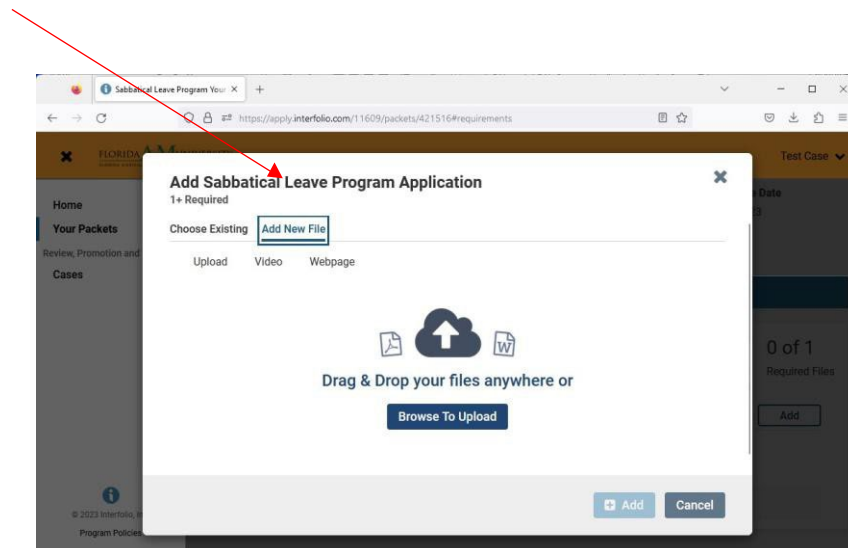 Sabbatical Leave Program Your
https://apply.interfolio.com/11609/packets/421516#requirements
FLORIDA
Test Case
Home
Your Packets
Review, Promotion and
Cases
Add Sabbatical Leave Program Application
1+ Required
Choose Existing Add New File
Upload Video Webpage
Drag & Drop your files anywhere or
Browse To Upload
Date
0 of 1
Required Files
Add
Add Cancel
© 2023 Interfolio,
Program Policies